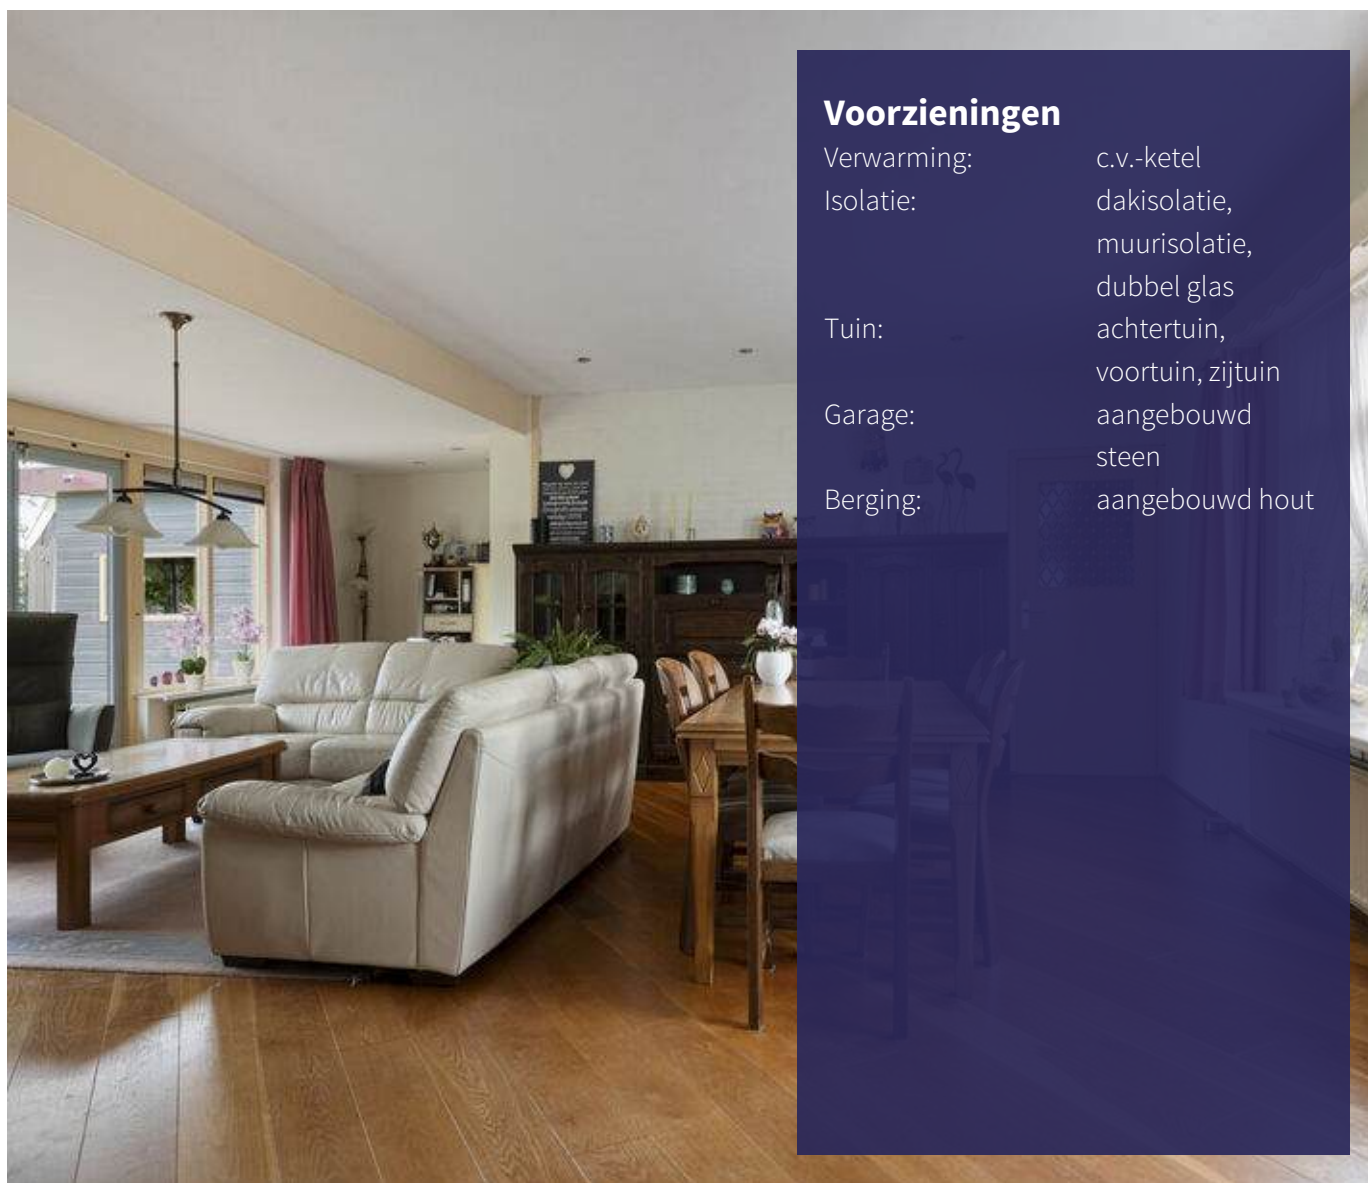 Voorzieningen
Verwarming: c.v.-ketel
Isolatie: dakisolatie,
muurisolatie,
dubbel glas
Tuin: achtertuin,
voortuin, zijtuin
Garage: aangebouwd
steen
Berging: aangebouwd hout